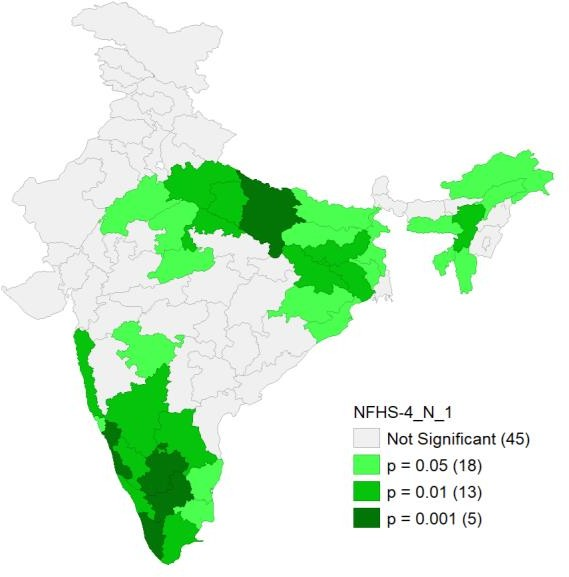 NFHS-4_N_1
Not Significant (45)
p = 0.05 (18)
p = 0.01 (13)
p = 0.001 (5)